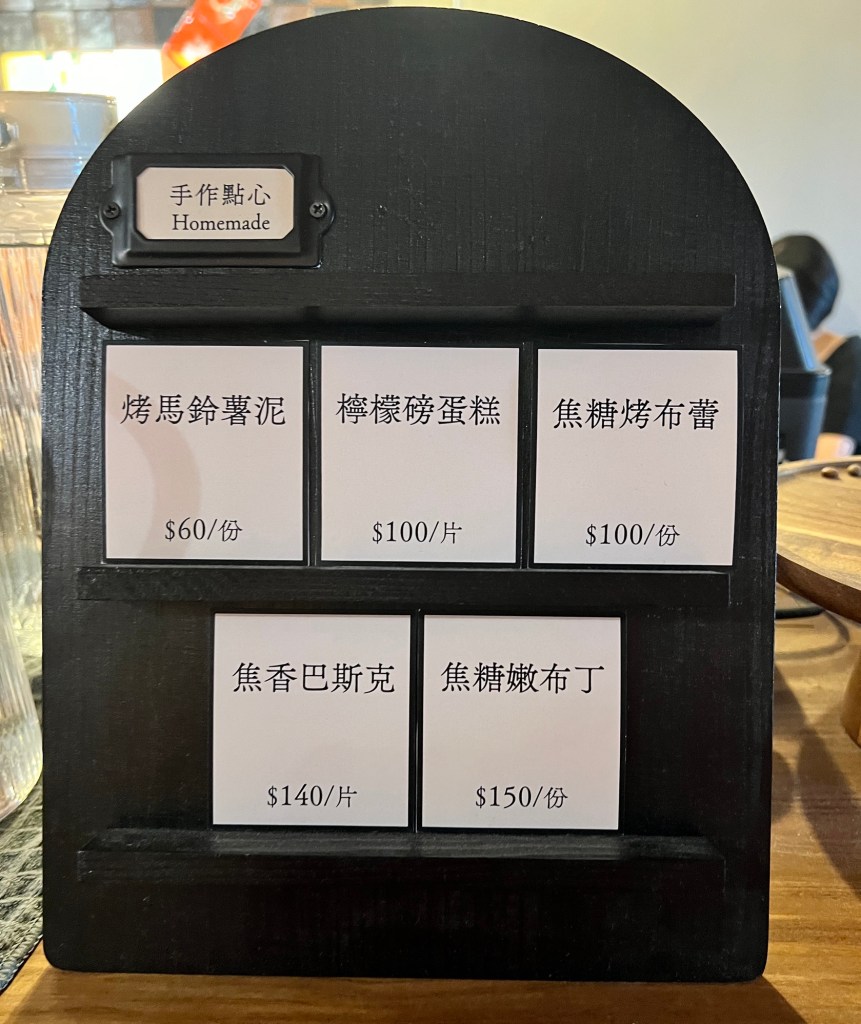 手作點心
Homemade
烤馬鈴薯泥
$60/份
檸檬磅蛋糕
$100/片
焦糖烤布蕾
$100/份
焦香巴斯克
$140/片
焦糖嫩布丁
$150/份